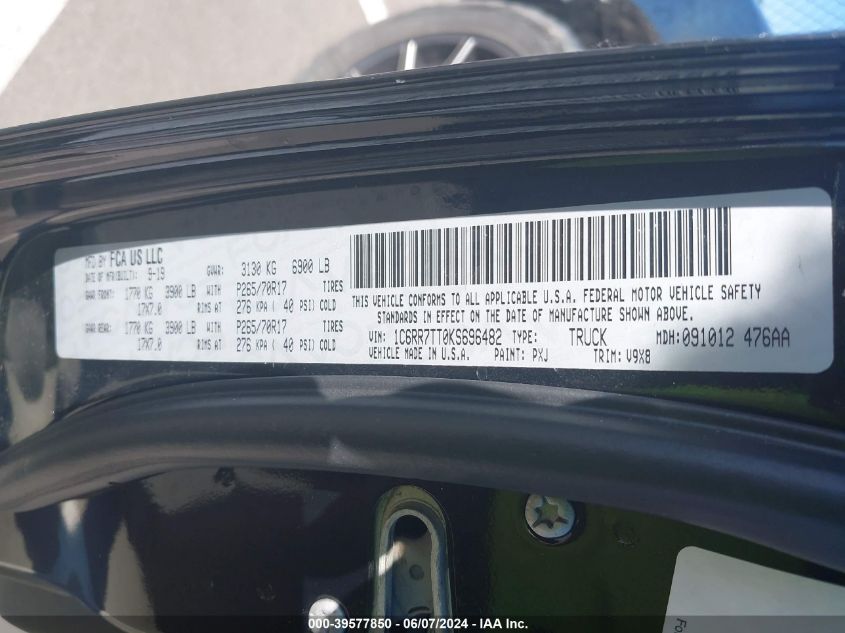 MFD BY FCA US LLC
DATE OF MFR(BUILT): 9-19 GVWR: 3130 KG 6900 LB
GAWR FRONT: 1770 KG 3900 LB WITH P265/70R17 TIRES
17X7.0 RIMS AT 276 KPA ( 40 PSI) COLD
GAWR REAR: 1770 KG 3900 LB WITH P265/70R17 TIRES
17X7.0 RIMS AT 276 KPA ( 40 PSI) COLD
THIS VEHICLE CONFORMS TO ALL APPLICABLE U.S.A. FEDERAL MOTOR VEHICLE SAFETY
STANDARDS IN EFFECT ON THE DATE OF MANUFACTURE SHOWN ABOVE.
VIN: 1C6RR7TT0KS696482 TYPE: TRUCK MDH:091012 476AA
VEHICLE MADE IN U.S.A. PAINT: PXJ TRIM: V9X8
Fo
000-39577850 - 06/07/2024 - IAA Inc.